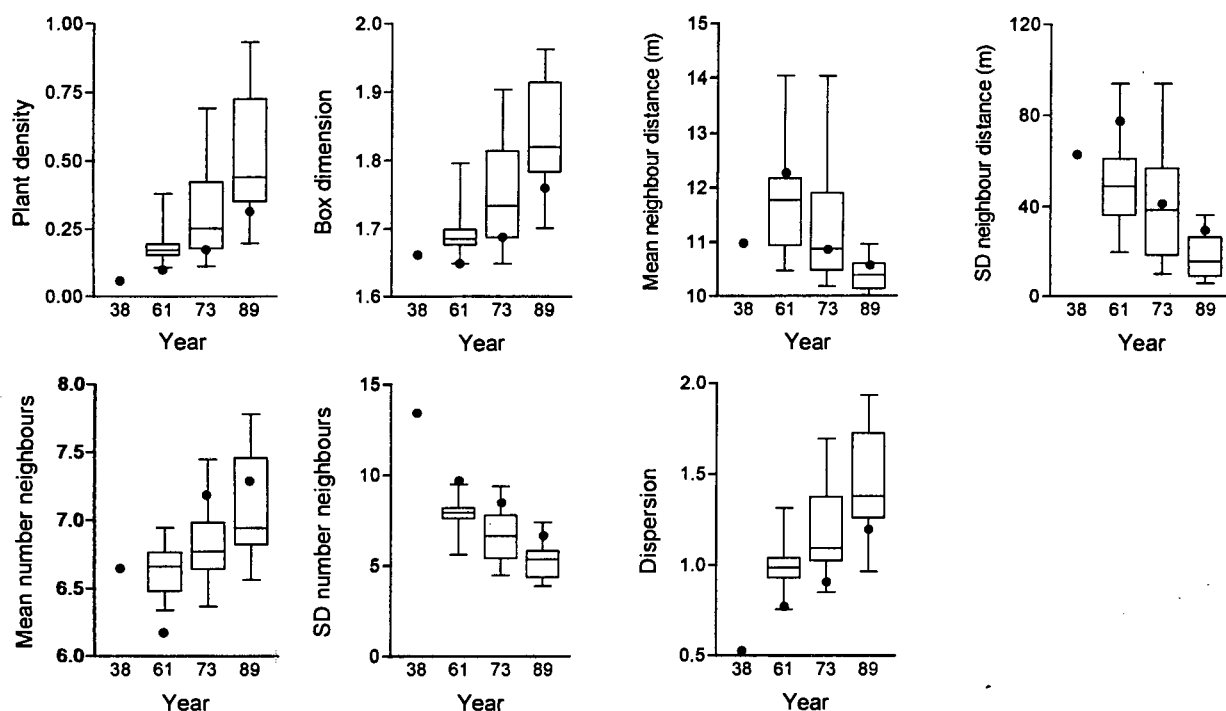 Plant density
1.00
0.75
0.50
0.25
0.00
38 61 73 89
Year
Box dimension
2.0
1.9
1.8
1.7
1.6
38 61 73 89
Year
Mean neighbour distance (m)
15
14
13
12
11
10
38 61 73 89
Year
SD neighbour distance (m)
120
80
40
0
38 61 73 89
Year
Mean number neighbours
8.0
7.5
7.0
6.5
6.0
38 61 73 89
Year
SD number neighbours
15
10
5
0
38 61 73 89
Year
Dispersion
2.0
1.5
1.0
0.5
38 61 73 89
Year